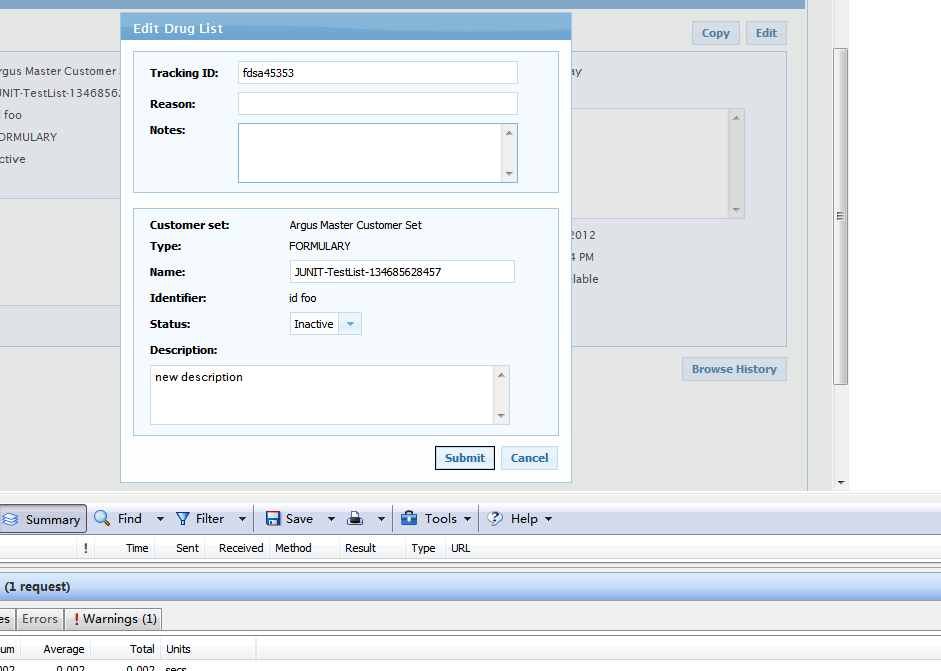 Edit Drug List
Copy
Edit
Tracking ID: fdsa45353
Reason:
Notes:
rgus Master Customer
UNIT-TestList-1346856
foo
ORMULARY
ctive
ay
2012
4 PM
lable
Customer set: Argus Master Customer Set
Type: FORMULARY
Name: JUNIT-TestList-134685628457
Identifier: id foo
Status: Inactive
Description:
new description
Browse History
Submit
Cancel
Summary Find Filter Save Tools Help
! Time Sent Received Method Result Type URL
(1 request)
es Errors ! Warnings (1)
um Average Total Units
002 0.002 0.002 secs